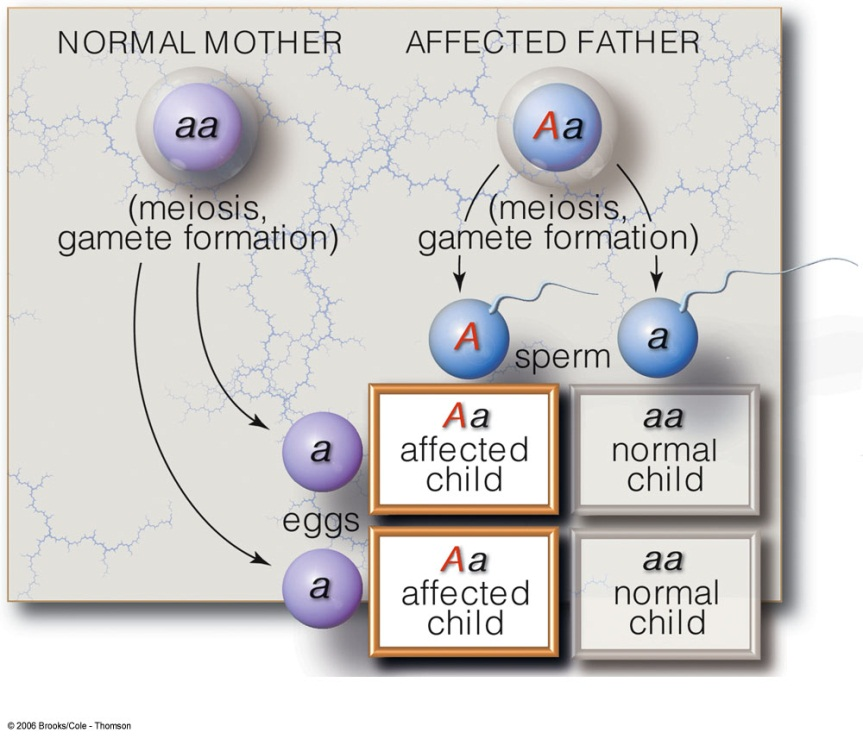 NORMAL MOTHER
AFFECTED FATHER
aa
Aa
(meiosis,
gamete formation)
(meiosis,
gamete formation)
A
sperm
a
a
Aa
affected
child
aa
normal
child
eggs
a
Aa
affected
child
aa
normal
child
© 2006 Brooks/Cole - Thomson